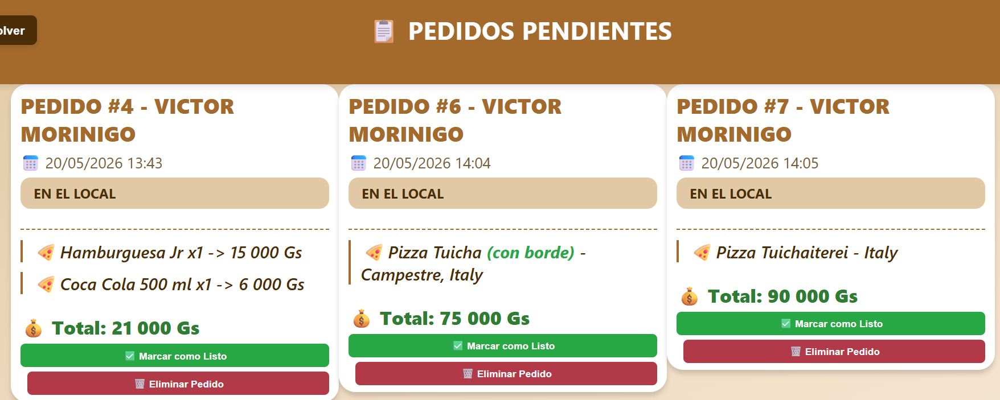 olver
PEDIDOS PENDIENTES
PEDIDO #4 - VICTOR
MORINIGO
20/05/2026 13:43
EN EL LOCAL
Hamburguesa Jr x1 -> 15 000 Gs
Coca Cola 500 ml x1 -> 6 000 Gs
Total: 21 000 Gs
Marcar como Listo
Eliminar Pedido
PEDIDO #6 - VICTOR
MORINIGO
20/05/2026 14:04
EN EL LOCAL
Pizza Tuicha (con borde) -
Campestre, Italy
Total: 75 000 Gs
Marcar como Listo
Eliminar Pedido
PEDIDO #7 - VICTOR
MORINIGO
20/05/2026 14:05
EN EL LOCAL
Pizza Tuichaiterei - Italy
Total: 90 000 Gs
Marcar como Listo
Eliminar Pedido